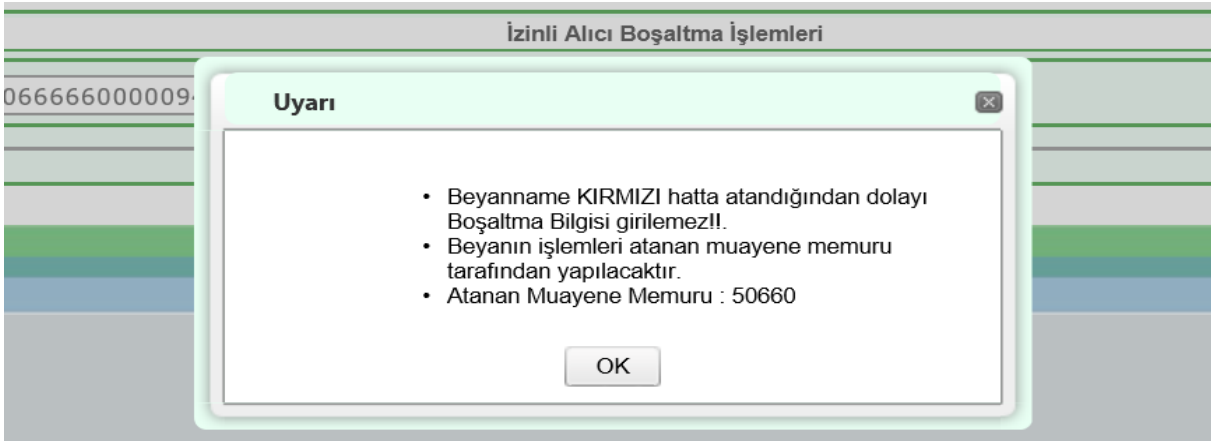 İzinli Alıcı Boşaltma İşlemleri
066666000009
Uyarı
• Beyanname KIRMIZI hatta atandığından dolayı
Boşaltma Bilgisi girilemez!!.
• Beyanın işlemleri atanan muayene memuru
tarafından yapılacaktır.
• Atanan Muayene Memuru : 50660
OK